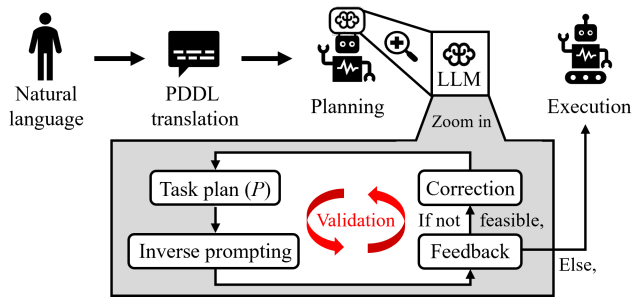 Natural
language
PDDL
translation
Planning
LLM
Execution
Zoom in
Task plan (P)
Validation
Correction
If not feasible,
Inverse prompting
Feedback
Else,